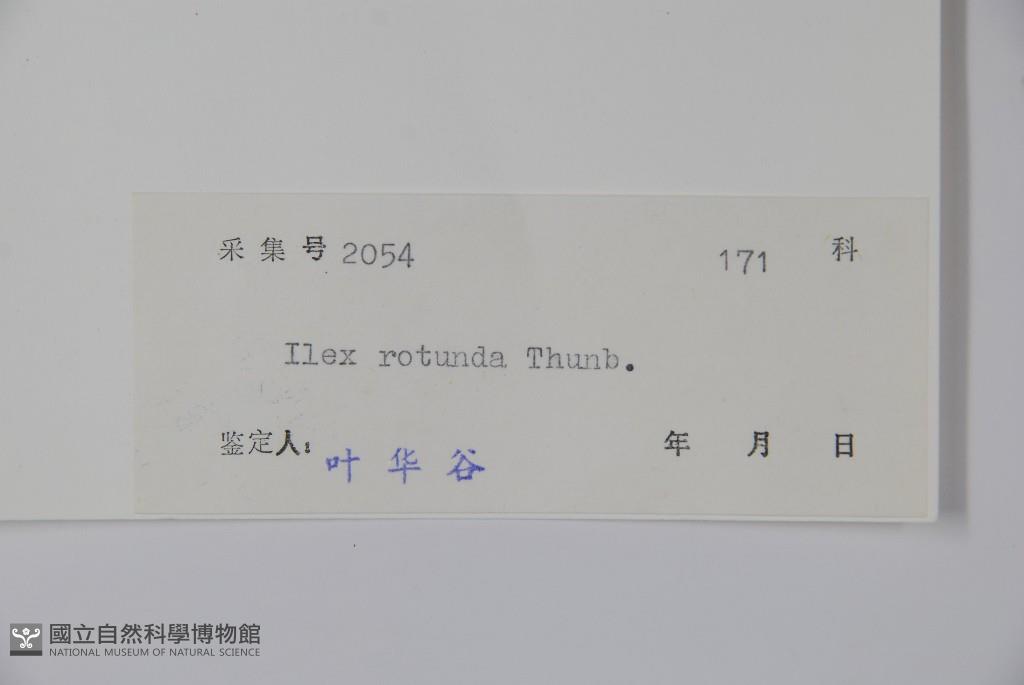 采集号 2054 171 科
Ilex rotunda Thunb.
鉴定人: 叶华谷 年 月 日
國立自然科學博物館
NATIONAL MUSEUM OF NATURAL SCIENCE